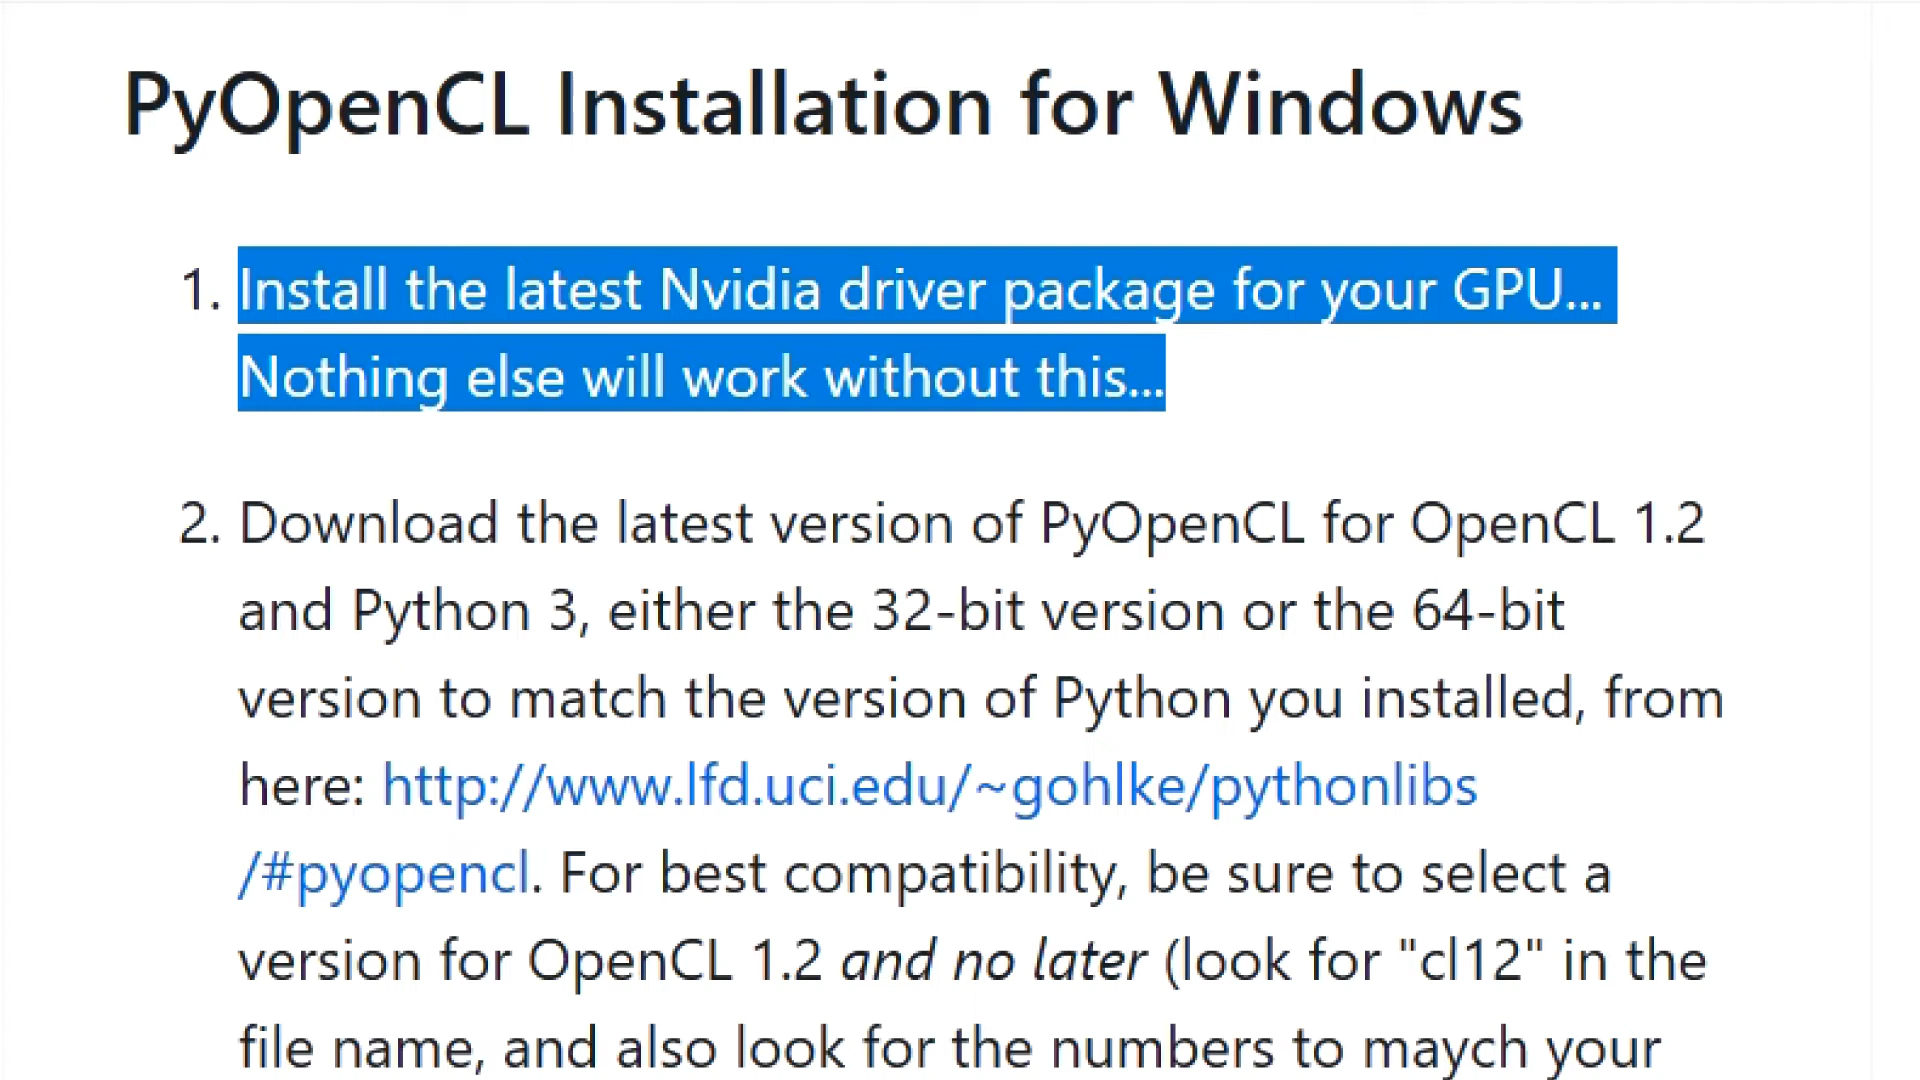 PyOpenCL Installation for Windows
1. Install the latest Nvidia driver package for your GPU...
Nothing else will work without this...
2. Download the latest version of PyOpenCL for OpenCL 1.2
and Python 3, either the 32-bit version or the 64-bit
version to match the version of Python you installed, from
here: http://www.lfd.uci.edu/~gohlke/pythonlibs
/#pyopencl. For best compatibility, be sure to select a
version for OpenCL 1.2 and no later (look for "cl12" in the
file name, and also look for the numbers to maych your